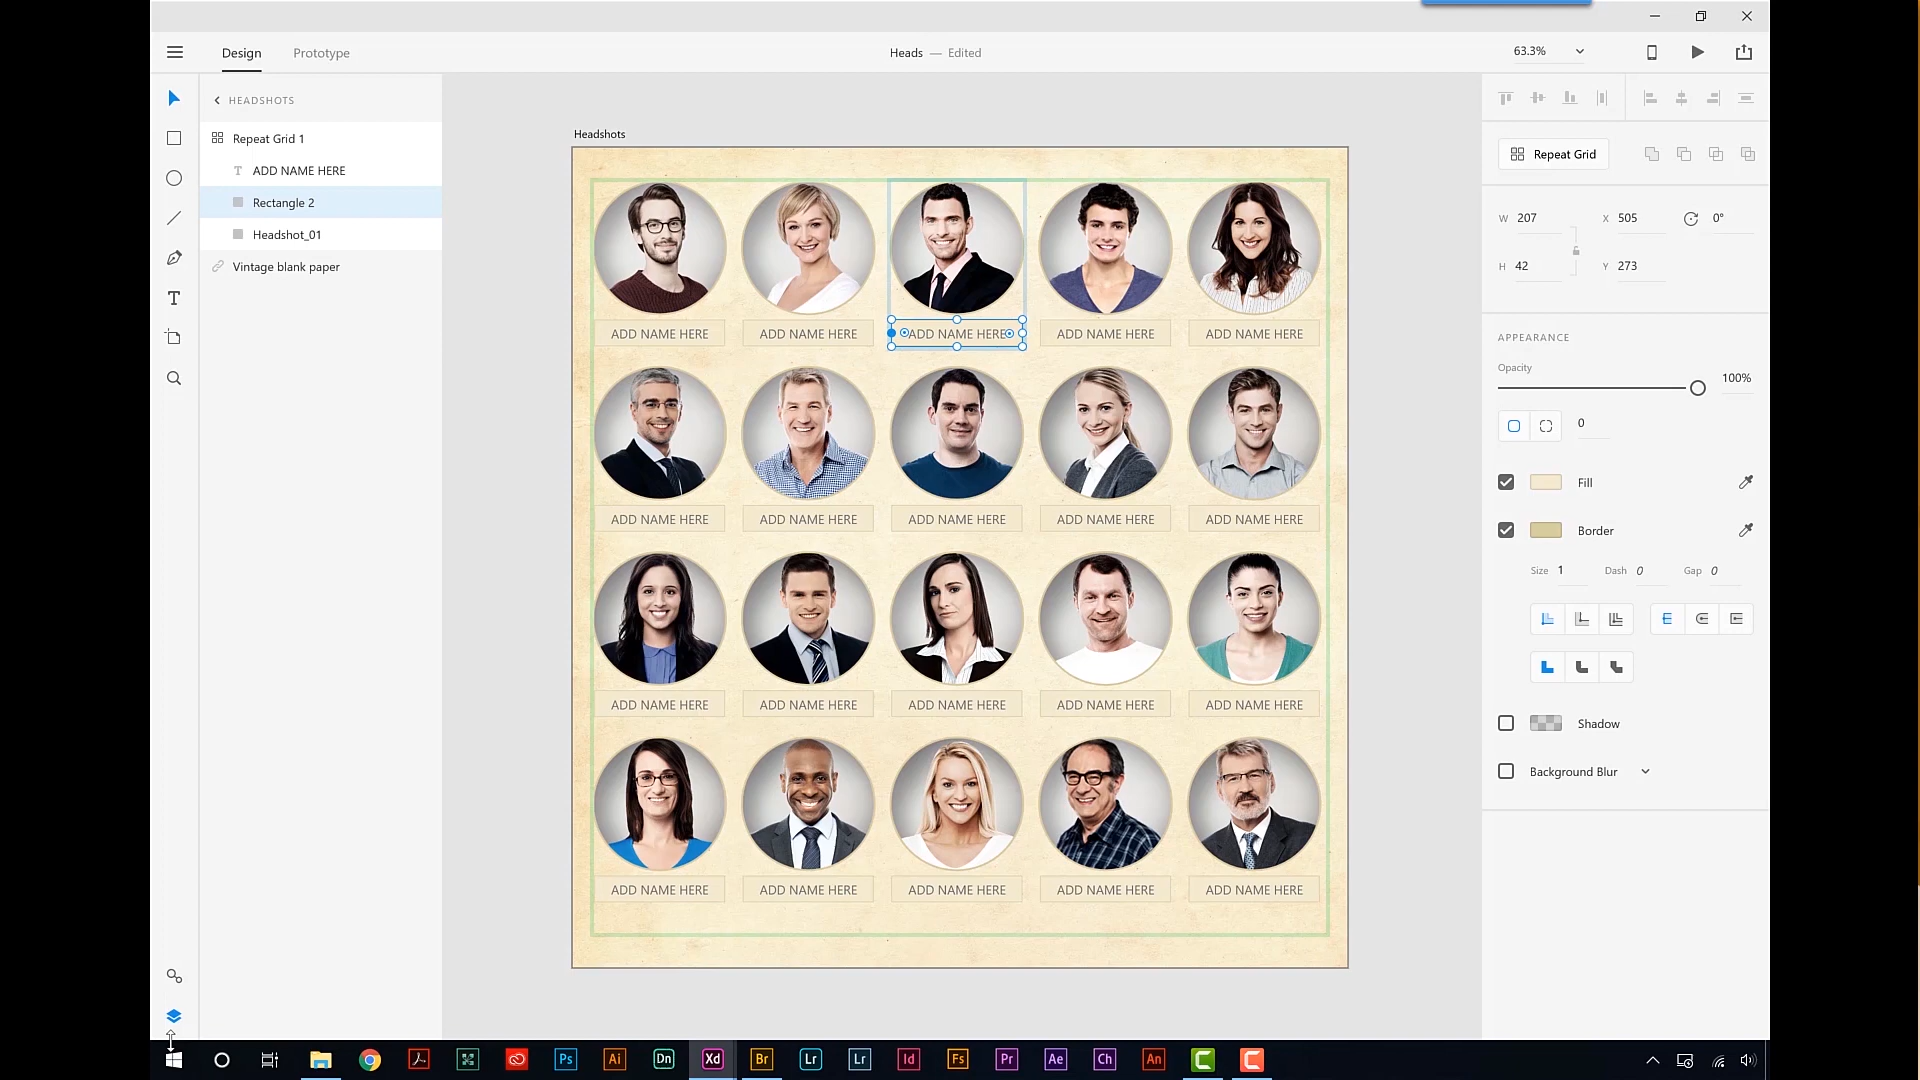 Design
Prototype
Heads — Edited
63.3%
HEADSHOTS
Repeat Grid 1
ADD NAME HERE
Rectangle 2
Headshot_01
Vintage blank paper
Headshots
ADD NAME HERE ADD NAME HERE ADD NAME HERE ADD NAME HERE ADD NAME HERE
ADD NAME HERE ADD NAME HERE ADD NAME HERE ADD NAME HERE ADD NAME HERE
ADD NAME HERE ADD NAME HERE ADD NAME HERE ADD NAME HERE ADD NAME HERE
ADD NAME HERE ADD NAME HERE ADD NAME HERE ADD NAME HERE ADD NAME HERE
Repeat Grid
W 207 X 505 0°
H 42 Y 273
APPEARANCE
Opacity
100%
0
Fill
Border
Size 1 Dash 0 Gap 0
Shadow
Background Blur
Ps Ai Dn Xd Br Lr Lr Id Fs Pr Ae Ch An